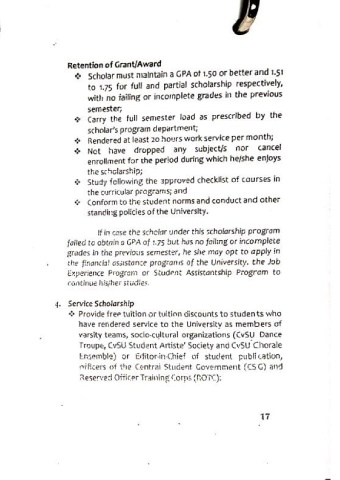 Retention of Grant/Award
❖ Scholar must maintain a GPA of 1.50 or better and 1.51
to 1.75 for full and partial scholarship respectively,
with no failing or incomplete grades in the previous
semester;
❖ Carry the full semester load as prescribed by the
scholar's program department;
❖ Rendered at least 20 hours work service per month;
❖ Not have dropped any subject/s nor cancel
enrollment for the period during which he/she enjoys
the scholarship;
❖ Study following the approved checklist of courses in
the curricular programs; and
❖ Conform to the student norms and conduct and other
standing policies of the University.
If in case the scholar under this scholarship program
failed to obtain a GPA of 1.75 but has no failing or incomplete
grades in the previous semester, he she may opt to apply in
the financial assistance programs of the University. the Job
Experience Program or Student Assistantship Program to
continue higher studies.
4. Service Scholarship
❖ Provide free tuition or tuition discounts to students who
have rendered service to the University as members of
varsity teams, socio-cultural organizations (CvSU Dance
Troupe, CvSU Student Artists' Society and CvSU Chorale
Ensemble) or Editor-in-Chief of student publication,
officers of the Central Student Government (CSG) and
Reserved Officer Training Corps (ROTC);
17